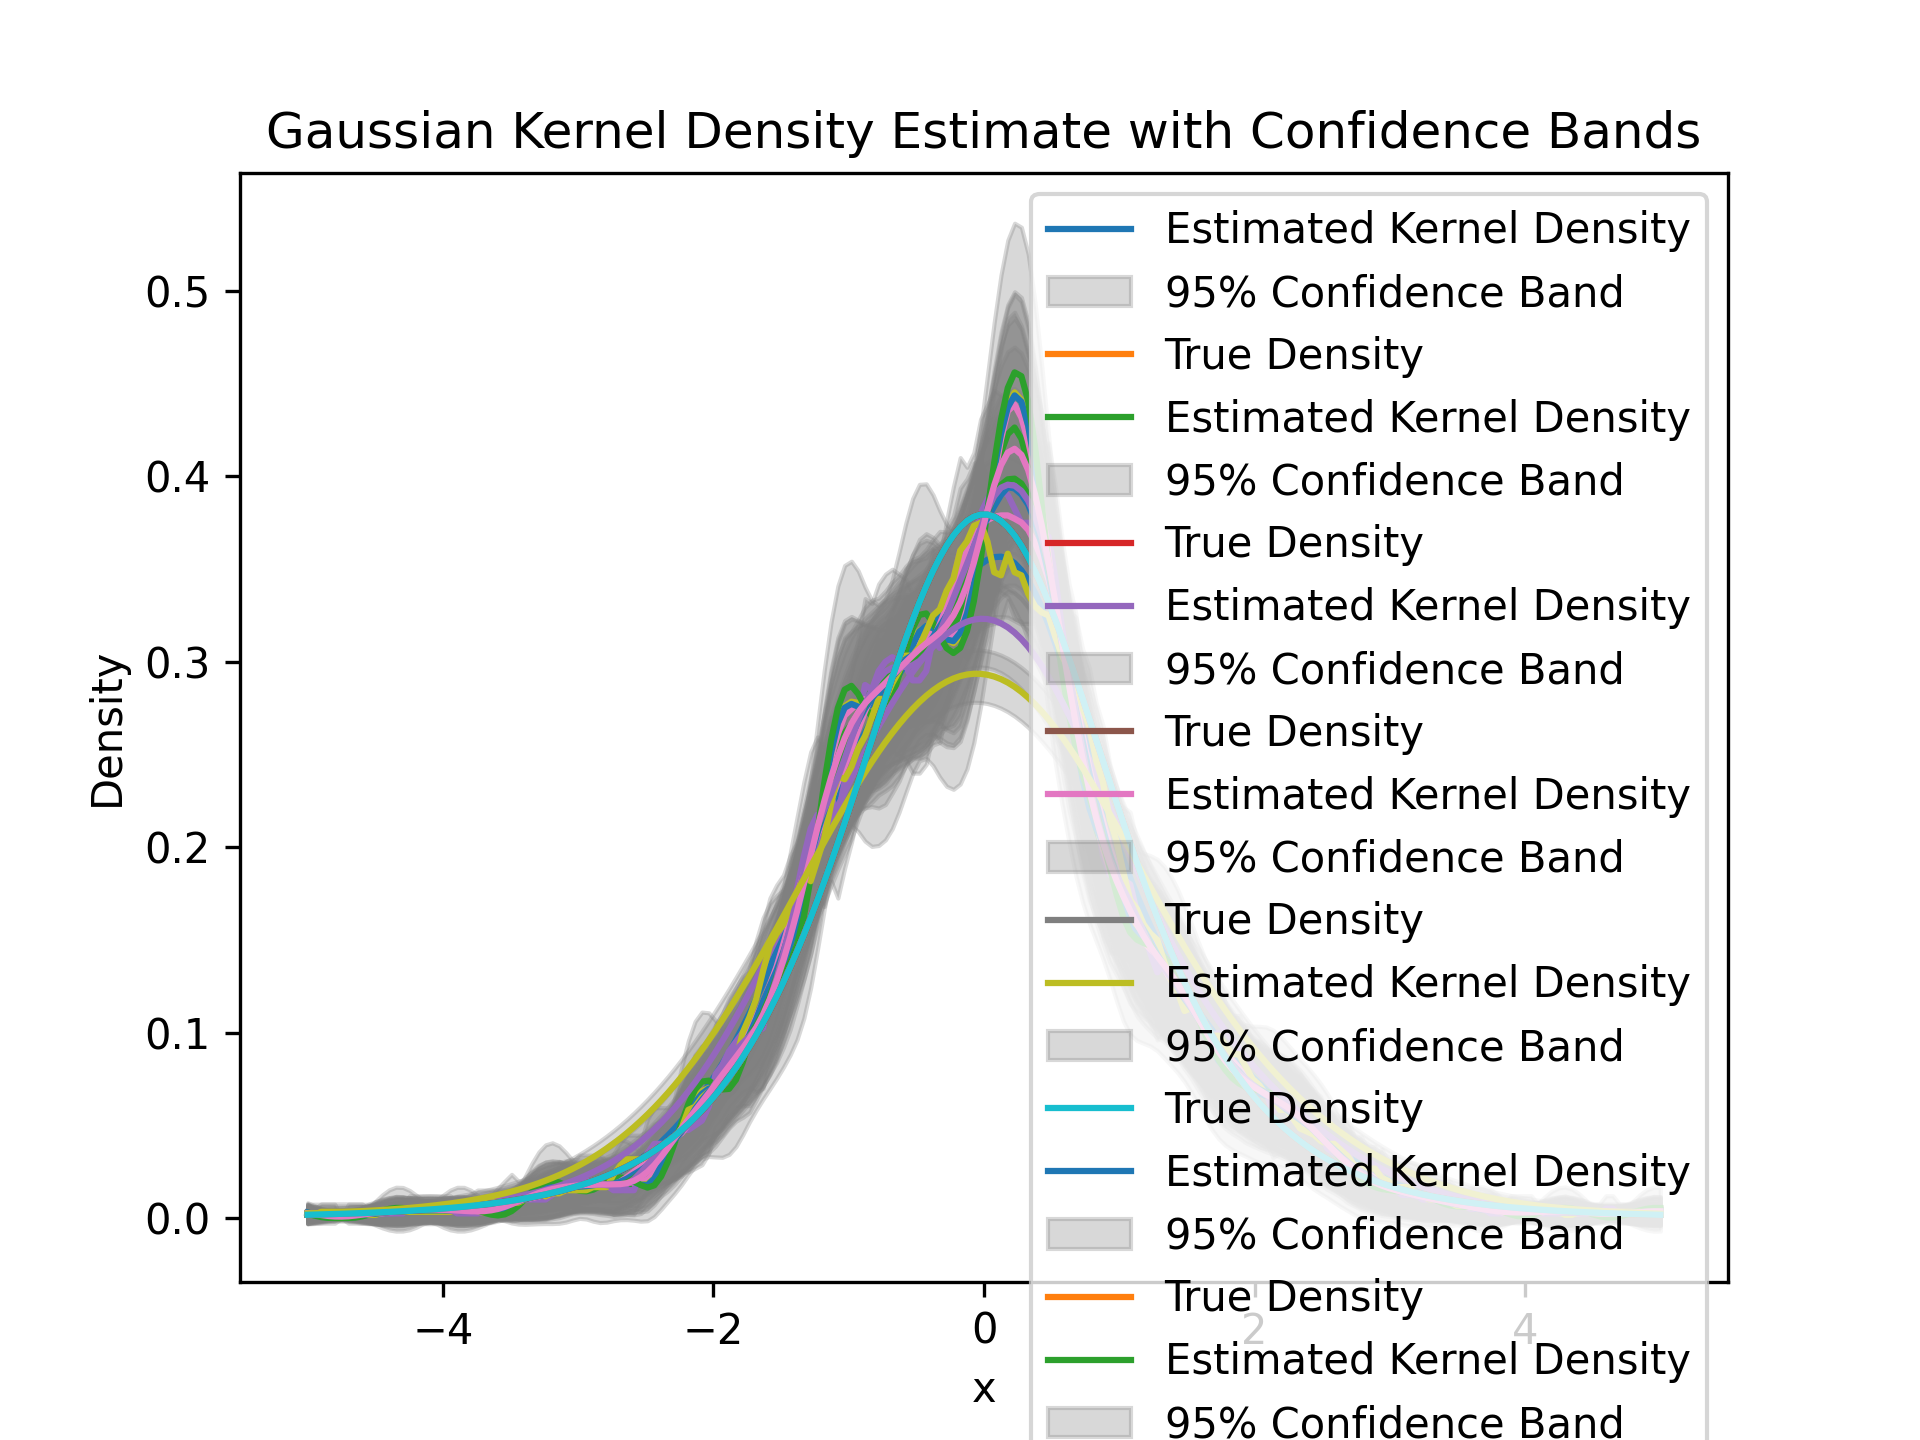 Gaussian Kernel Density Estimate with Confidence Bands
Density
0.5
0.4
0.3
0.2
0.1
0.0
−4
−2
0
2
4
x
Estimated Kernel Density
95% Confidence Band
True Density
Estimated Kernel Density
95% Confidence Band
True Density
Estimated Kernel Density
95% Confidence Band
True Density
Estimated Kernel Density
95% Confidence Band
True Density
Estimated Kernel Density
95% Confidence Band
True Density
Estimated Kernel Density
95% Confidence Band
True Density
Estimated Kernel Density
95% Confidence Band